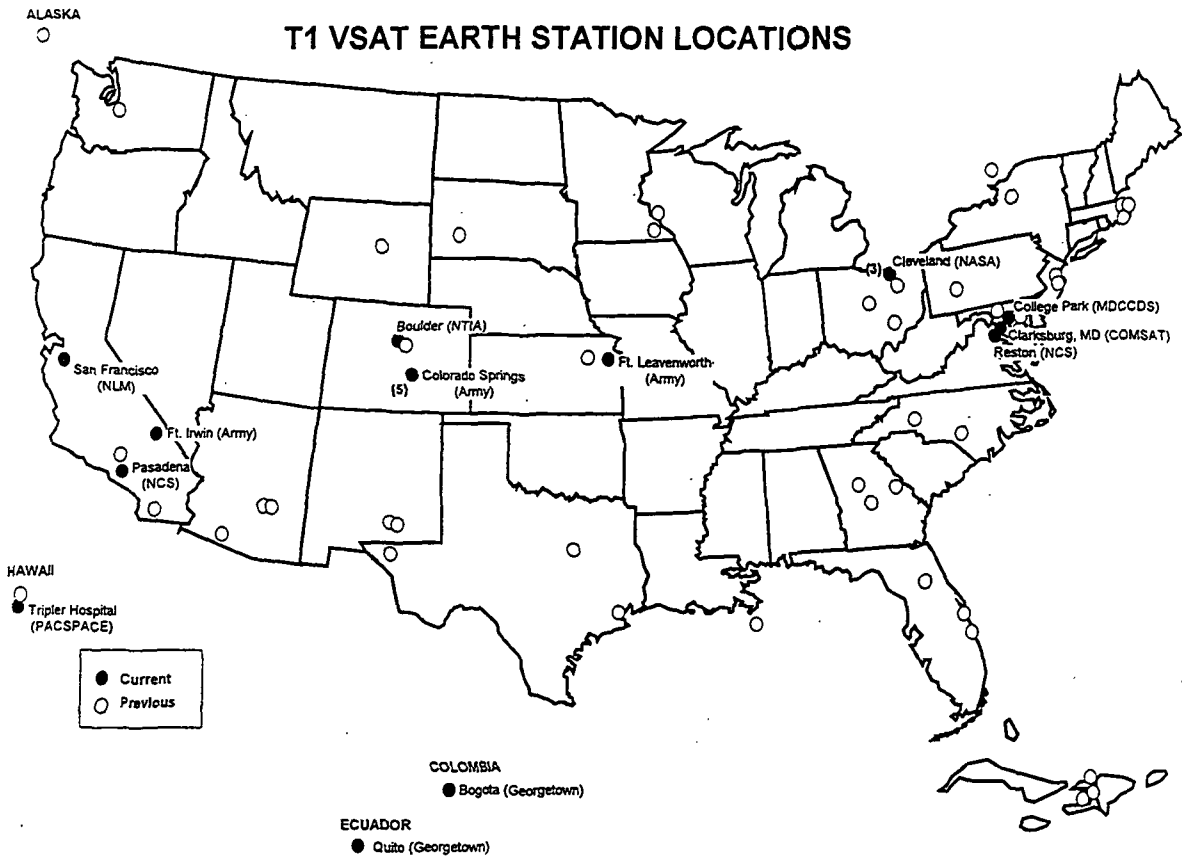 ALASKA
T1 VSAT EARTH STATION LOCATIONS
(3)
Cleveland (NASA)
College Park (MDCCDS)
Clarksburg, MD (COMSAT)
Reston (NCS)
Boulder (NTIA)
Colorado Springs
(Army)
(5)
Ft. Leavenworth
(Army)
San Francisco
(NLM)
Ft. Irwin (Army)
Pasadena
(NCS)
HAWAII
Tripler Hospital
(PACSPACE)
Current
Previous
COLOMBIA
Bogota (Georgetown)
ECUADOR
Quito (Georgetown)